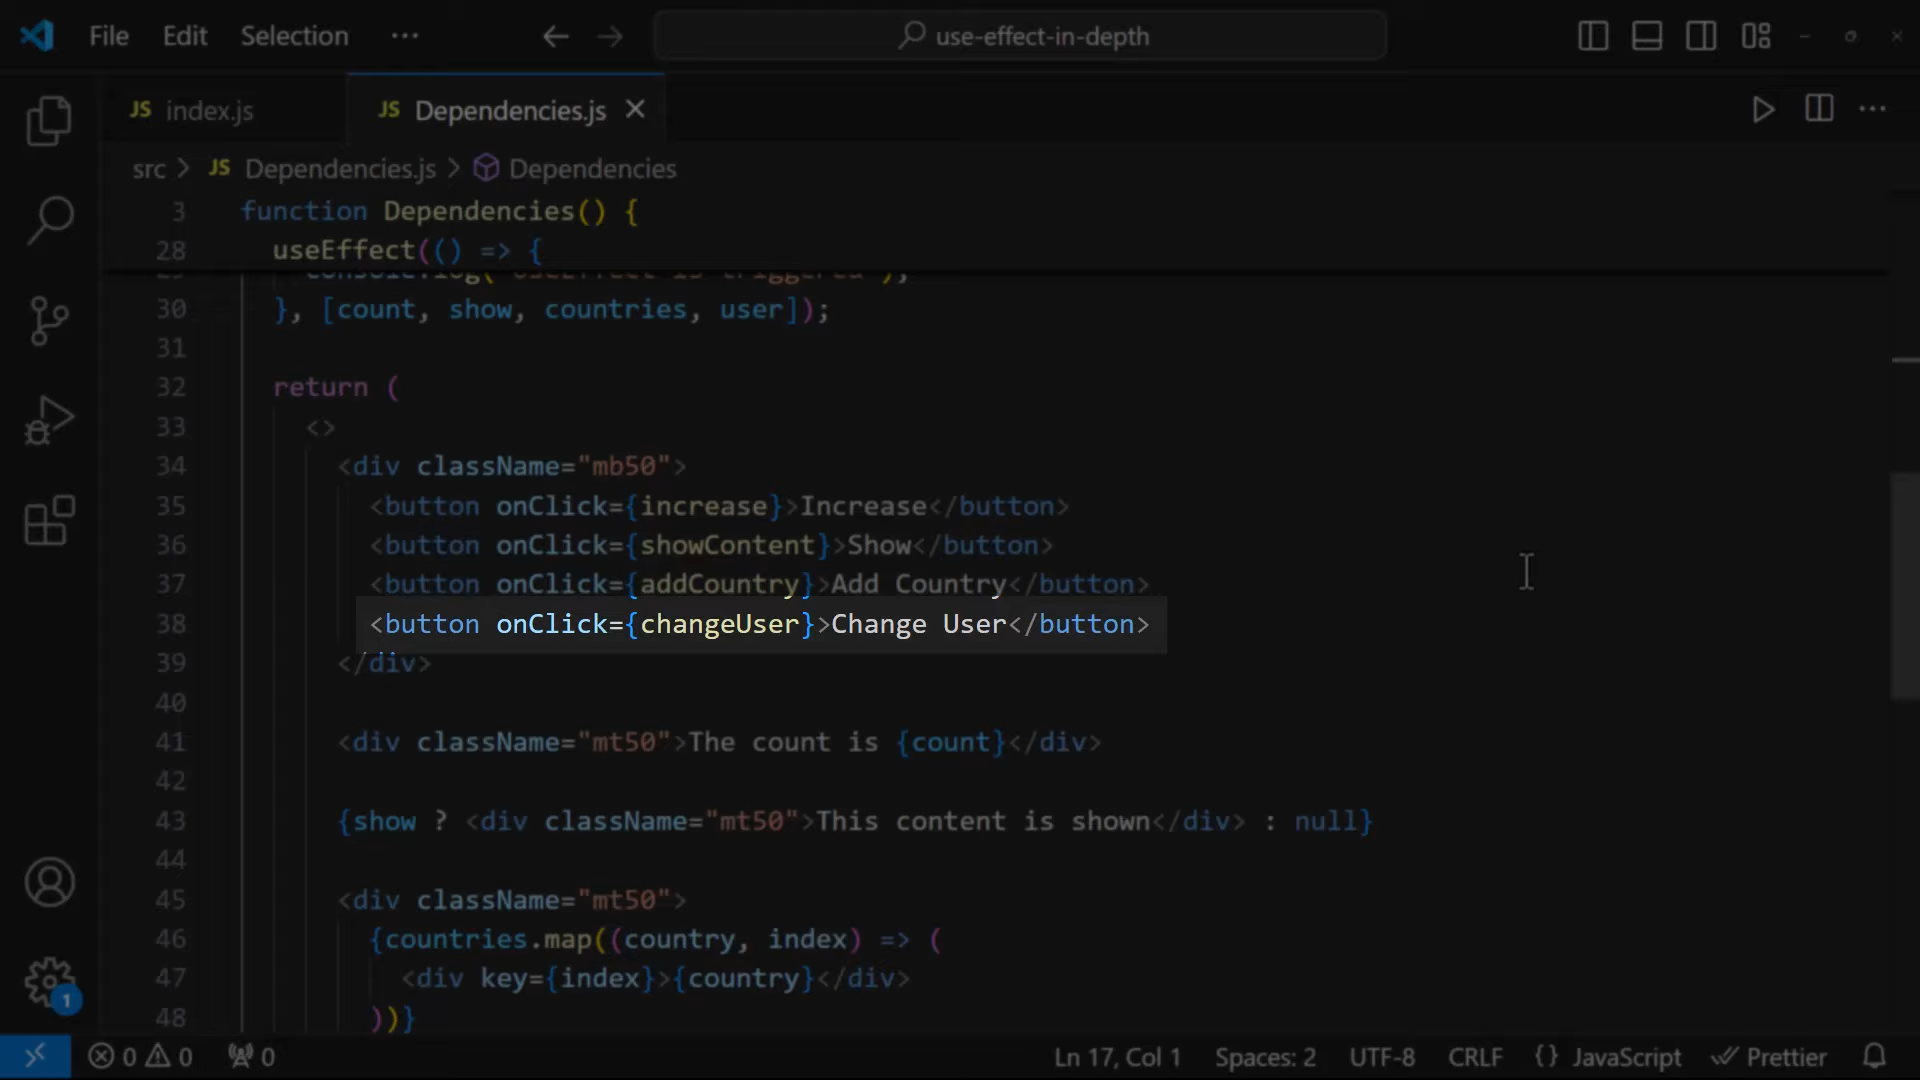 File Edit Selection ··· use-effect-in-depth
JS index.js JS Dependencies.js
src > JS Dependencies.js > Dependencies
3 function Dependencies() {
28 useEffect(() => {
29 console.log("useEffect is triggered");
30 }, [count, show, countries, user]);
31
32 return (
33 <>
34 <div className="mb50">
35 <button onClick={increase}>Increase</button>
36 <button onClick={showContent}>Show</button>
37 <button onClick={addCountry}>Add Country</button>
38 <button onClick={changeUser}>Change User</button>
39 </div>
40
41 <div className="mt50">The count is {count}</div>
42
43 {show ? <div className="mt50">This content is shown</div> : null}
44
45 <div className="mt50">
46 {countries.map((country, index) => (
47 <div key={index}>{country}</div>
48 ))}
1
0 0 0 Ln 17, Col 1 Spaces: 2 UTF-8 CRLF {} JavaScript Prettier